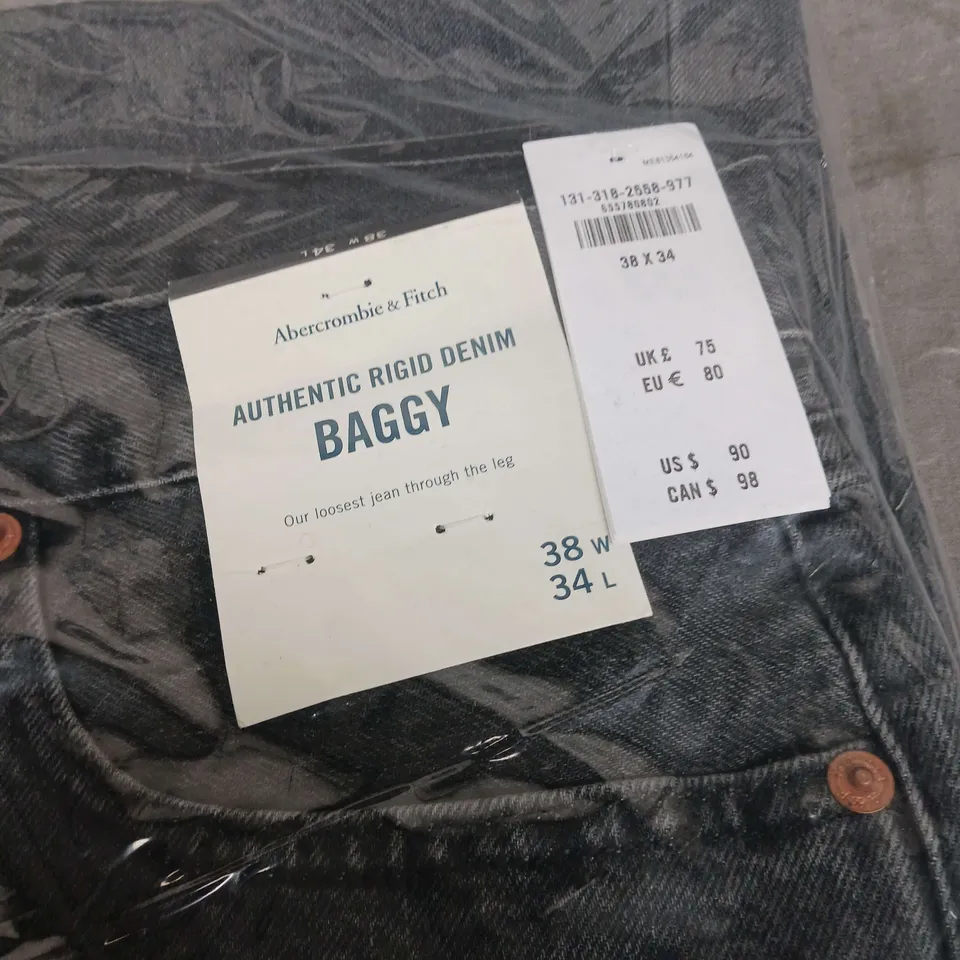 38 W 34 L
Abercrombie & Fitch
AUTHENTIC RIGID DENIM
BAGGY
Our loosest jean through the leg
38 W
34 L
131-318-2558-977
38 X 34
UK £ 75
EU € 80
US $ 90
CAN $ 98